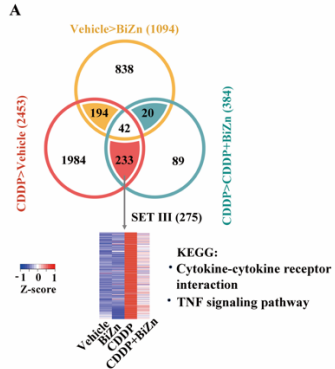 A
Vehicle>BiZn (1094)
838
194
20
42
CDDP>Vehicle (2453)
1984
233
89
CDDP>CDDP+BiZn (384)
SET III (275)
KEGG:
• Cytokine-cytokine receptor
interaction
• TNF signaling pathway
-1 0 1
Z-score
Vehicle
BiZn
CDDP
CDDP+BiZn